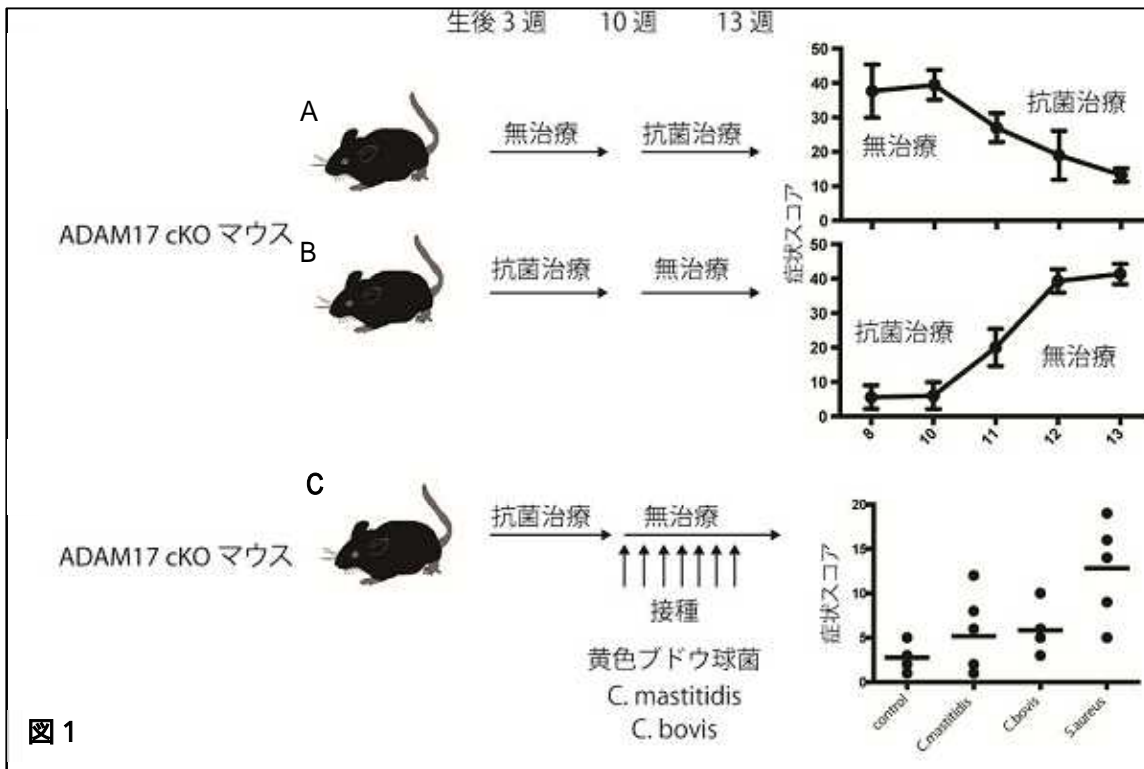 生後3週 10週 13週
A
無治療
抗菌治療
ADAM17 cKO マウス
B
抗菌治療
無治療
症状スコア
50
40
30
20
10
0
無治療
抗菌治療
50
40
30
20
10
0
抗菌治療
無治療
8 10 11 12 13
C
ADAM17 cKO マウス
抗菌治療
無治療
接種
黄色ブドウ球菌
C. mastitidis
C. bovis
症状スコア
20
15
10
5
0
control C.mastitidis C.bovis S.aureus
図1